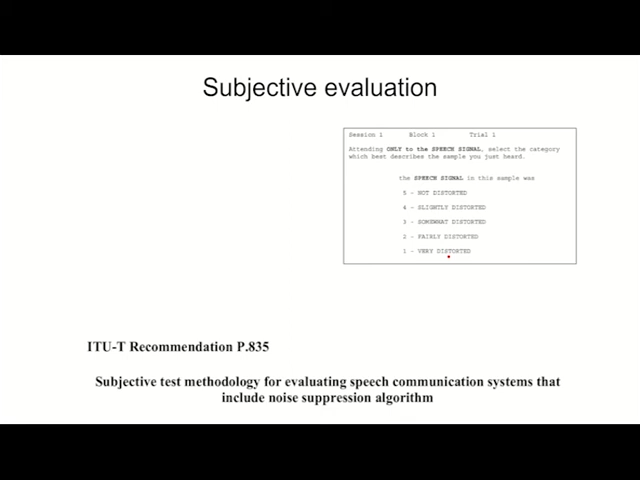 Subjective evaluation
Session 1 Block 1 Trial 1
Attending ONLY to the SPEECH SIGNAL, select the category
which best describes the sample you just heard.
the SPEECH SIGNAL in this sample was
5 - NOT DISTORTED
4 - SLIGHTLY DISTORTED
3 - SOMEWHAT DISTORTED
2 - FAIRLY DISTORTED
1 - VERY DISTORTED
ITU-T Recommendation P.835
Subjective test methodology for evaluating speech communication systems that
include noise suppression algorithm